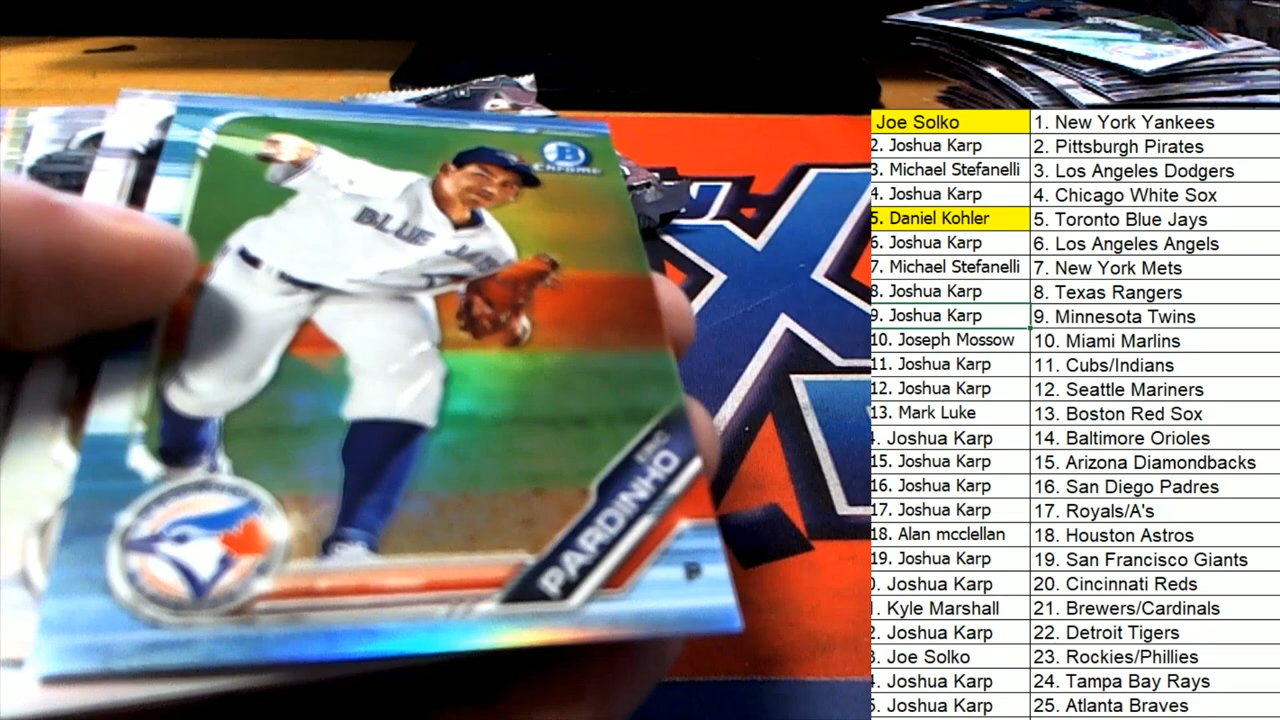 B
CHROME
BLUE JAYS
ERIC
PARDINHO
P
Joe Solko 1. New York Yankees
2. Joshua Karp 2. Pittsburgh Pirates
3. Michael Stefanelli 3. Los Angeles Dodgers
4. Joshua Karp 4. Chicago White Sox
5. Daniel Kohler 5. Toronto Blue Jays
6. Joshua Karp 6. Los Angeles Angels
7. Michael Stefanelli 7. New York Mets
8. Joshua Karp 8. Texas Rangers
9. Joshua Karp 9. Minnesota Twins
10. Joseph Mossow 10. Miami Marlins
11. Joshua Karp 11. Cubs/Indians
12. Joshua Karp 12. Seattle Mariners
13. Mark Luke 13. Boston Red Sox
. Joshua Karp 14. Baltimore Orioles
15. Joshua Karp 15. Arizona Diamondbacks
16. Joshua Karp 16. San Diego Padres
17. Joshua Karp 17. Royals/A's
18. Alan mcclellan 18. Houston Astros
19. Joshua Karp 19. San Francisco Giants
0. Joshua Karp 20. Cincinnati Reds
. Kyle Marshall 21. Brewers/Cardinals
2. Joshua Karp 22. Detroit Tigers
3. Joe Solko 23. Rockies/Phillies
. Joshua Karp 24. Tampa Bay Rays
5. Joshua Karp 25. Atlanta Braves